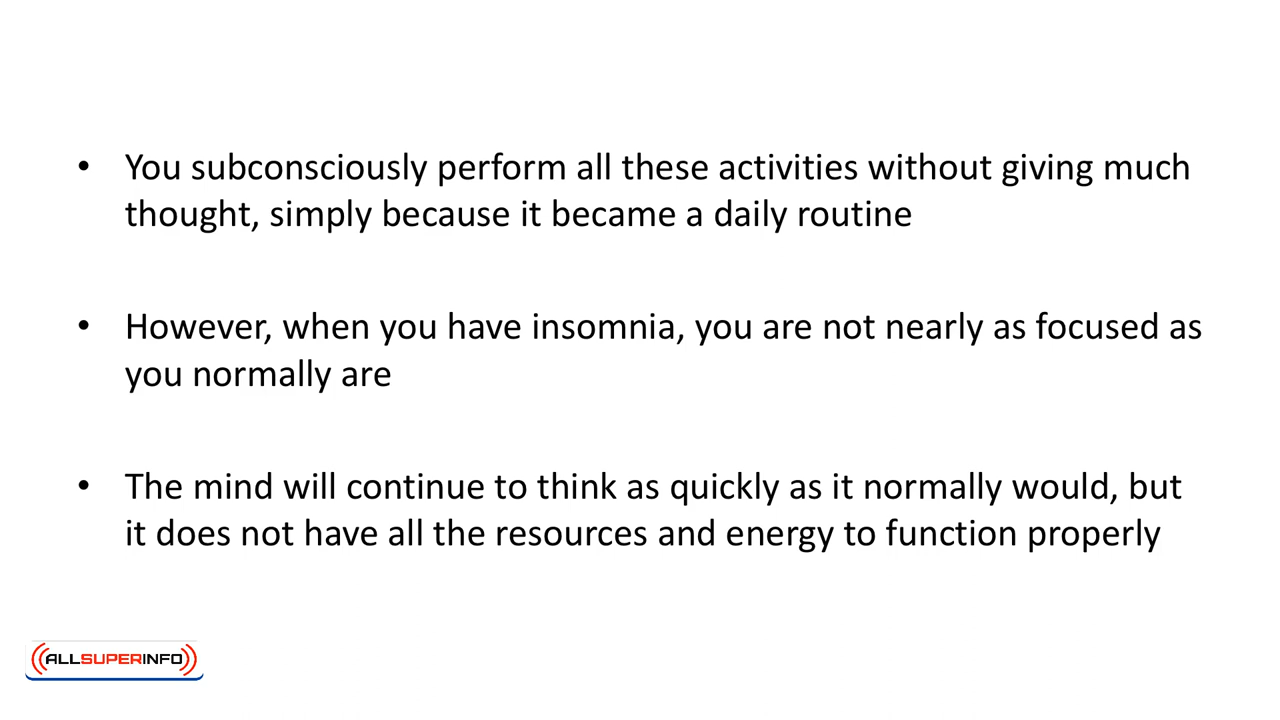 • You subconsciously perform all these activities without giving much
thought, simply because it became a daily routine
• However, when you have insomnia, you are not nearly as focused as
you normally are
• The mind will continue to think as quickly as it normally would, but
it does not have all the resources and energy to function properly
ALLSUPERINFO